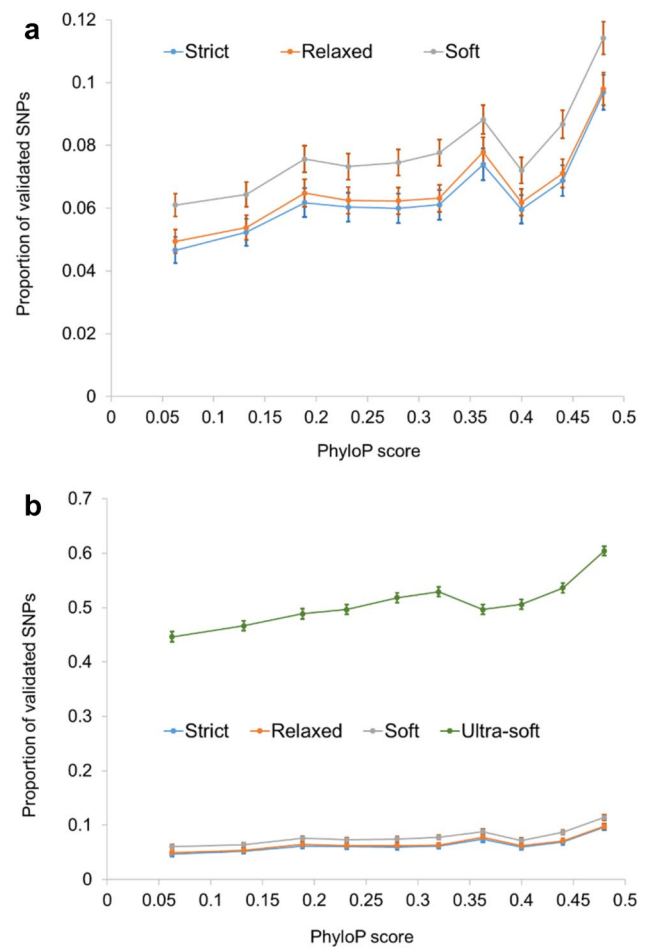 a
0.12
Strict Relaxed Soft
0.1
0.08
0.06
0.04
0.02
0
Proportion of validated SNPs
0 0.05 0.1 0.15 0.2 0.25 0.3 0.35 0.4 0.45 0.5
PhyloP score
b
0.7
0.6
0.5
0.4
0.3
Strict Relaxed Soft Ultra-soft
0.2
0.1
0
Proportion of validated SNPs
0 0.05 0.1 0.15 0.2 0.25 0.3 0.35 0.4 0.45 0.5
PhyloP score